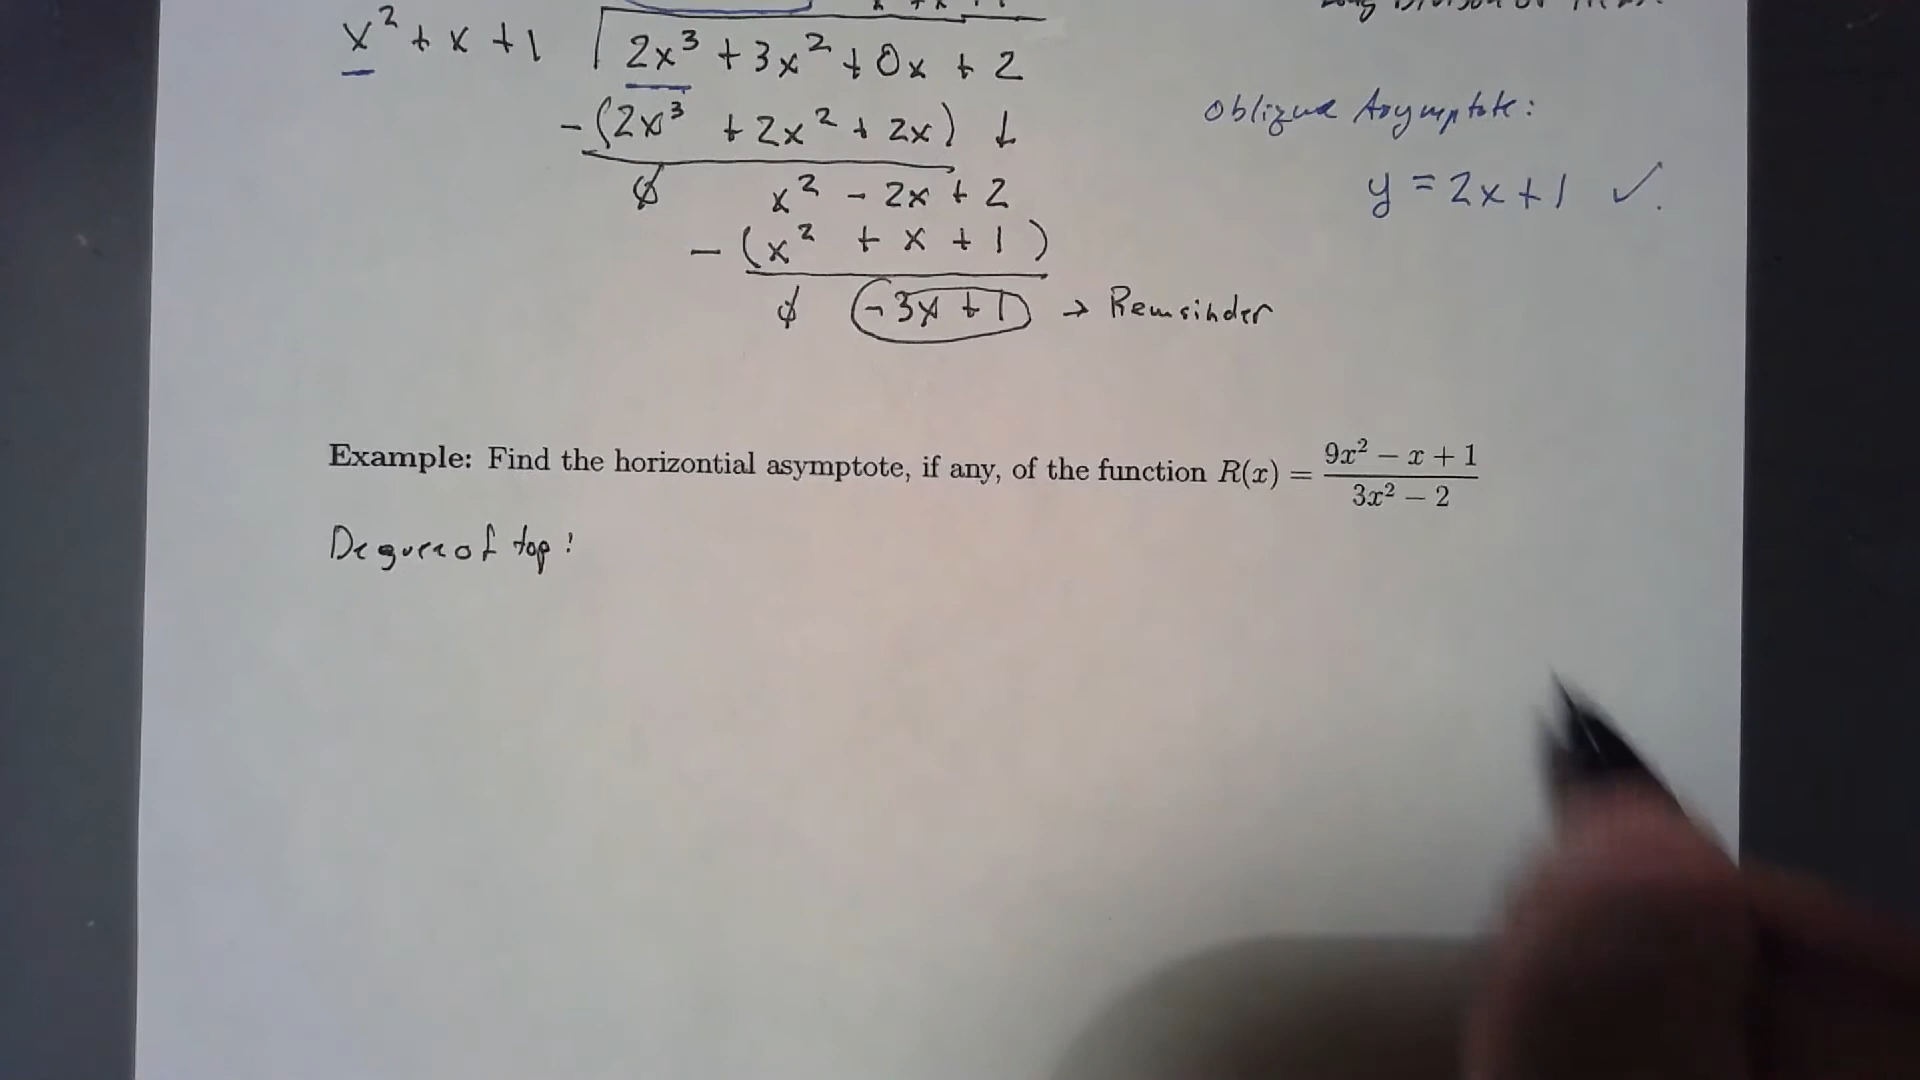 x² + x + 1 2x³ + 3x² + 0x + 2
-(2x³ + 2x² + 2x) ↓
Oblique Asymptote:
0 x² - 2x + 2
y = 2x + 1 ✓.
-(x² + x + 1)
0 -3x + 1 → Remainder
Example: Find the horizontial asymptote, if any, of the function R(x) = (9x² − x + 1)/(3x² − 2)
Degree of top: